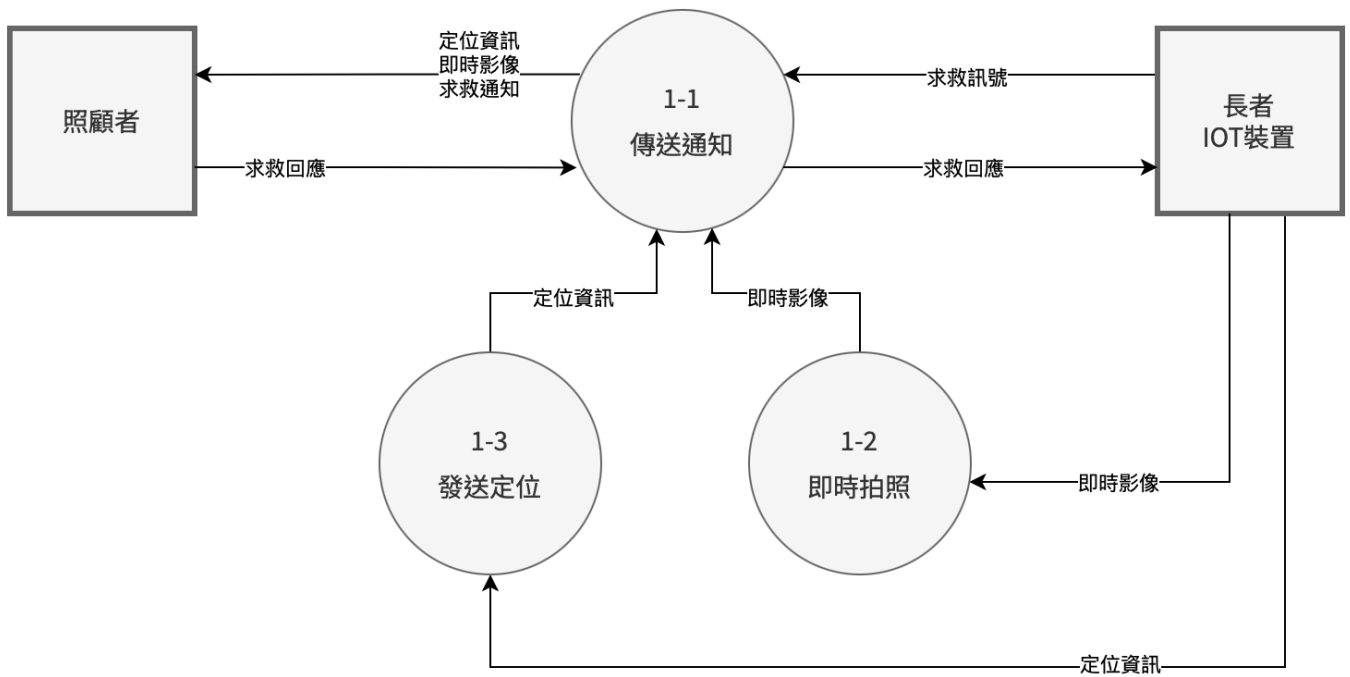 定位資訊
即時影像
求救通知
求救訊號
照顧者
1-1
傳送通知
長者
IOT裝置
求救回應
求救回應
定位資訊
即時影像
1-3
發送定位
1-2
即時拍照
即時影像
定位資訊